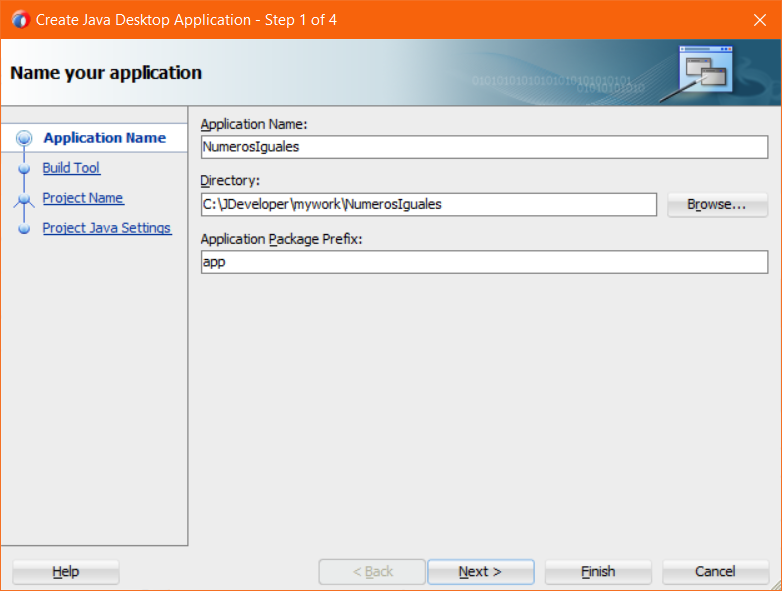 Create Java Desktop Application - Step 1 of 4
Name your application
Application Name
Build Tool
Project Name
Project Java Settings
Application Name:
NumerosIguales
Directory:
C:\JDeveloper\mywork\NumerosIguales
Browse...
Application Package Prefix:
app
Help
< Back
Next >
Finish
Cancel